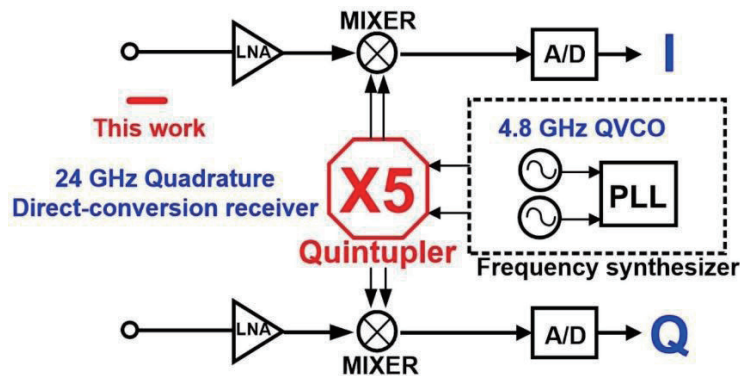 MIXER
LNA
A/D
I
This work
4.8 GHz QVCO
24 GHz Quadrature
Direct-conversion receiver
X5
PLL
Quintupler
Frequency synthesizer
LNA
MIXER
A/D
Q